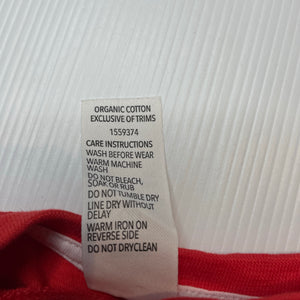 ORGANIC COTTON
EXCLUSIVE OF TRIMS
1559374
CARE INSTRUCTIONS
WASH BEFORE WEAR
WARM MACHINE
WASH
DO NOT BLEACH,
SOAK OR RUB
DO NOT TUMBLE DRY
LINE DRY WITHOUT
DELAY
WARM IRON ON
REVERSE SIDE
DO NOT DRYCLEAN